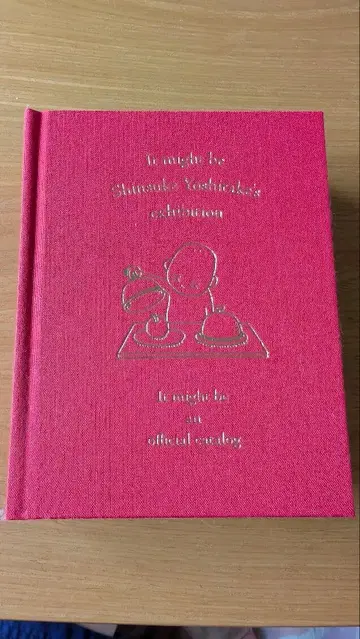 It might be
Shinsuke Yoshitake's
exhibition
It might be
an
official catalog